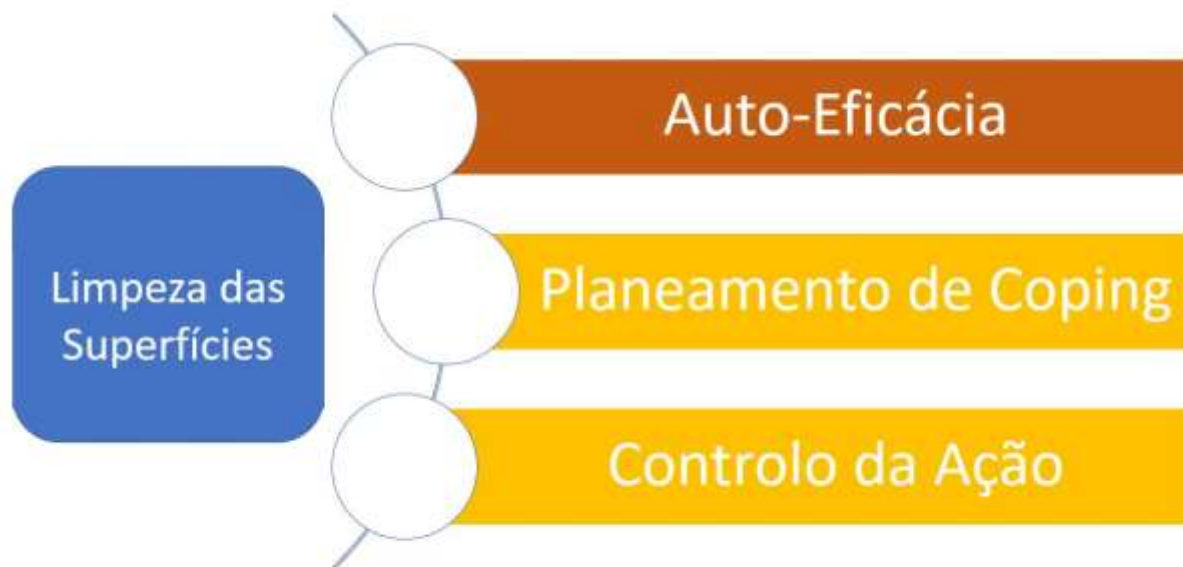 Limpeza das
Superfícies
Auto-Eficácia
Planeamento de Coping
Controlo da Ação